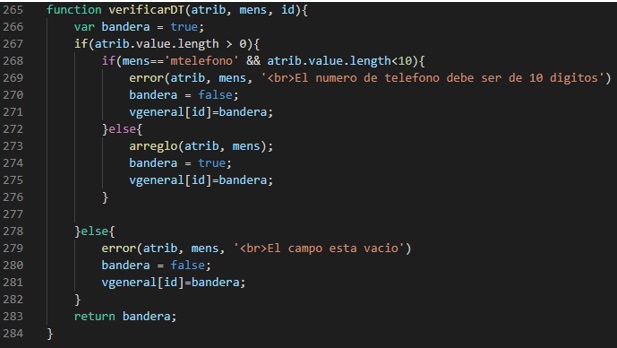 265 function verificarDT(atrib, mens, id){
266     var bandera = true;
267     if(atrib.value.length > 0){
268         if(mens=='mtelefono' && atrib.value.length<10){
269             error(atrib, mens, '<br>El numero de telefono debe ser de 10 digitos')
270             bandera = false;
271             vgeneral[id]=bandera;
272         }else{
273             arreglo(atrib, mens);
274             bandera = true;
275             vgeneral[id]=bandera;
276         }
277
278     }else{
279         error(atrib, mens, '<br>El campo esta vacio')
280         bandera = false;
281         vgeneral[id]=bandera;
282     }
283     return bandera;
284 }